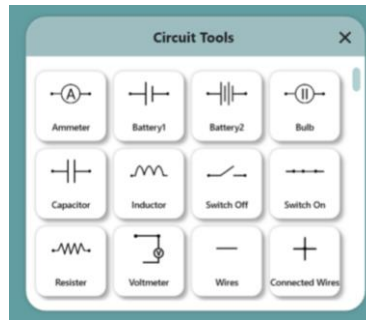 Circuit Tools
A
Ammeter
Battery1
Battery2
Bulb
Capacitor
Inductor
Switch Off
Switch On
Resister
V
Voltmeter
Wires
Connected Wires